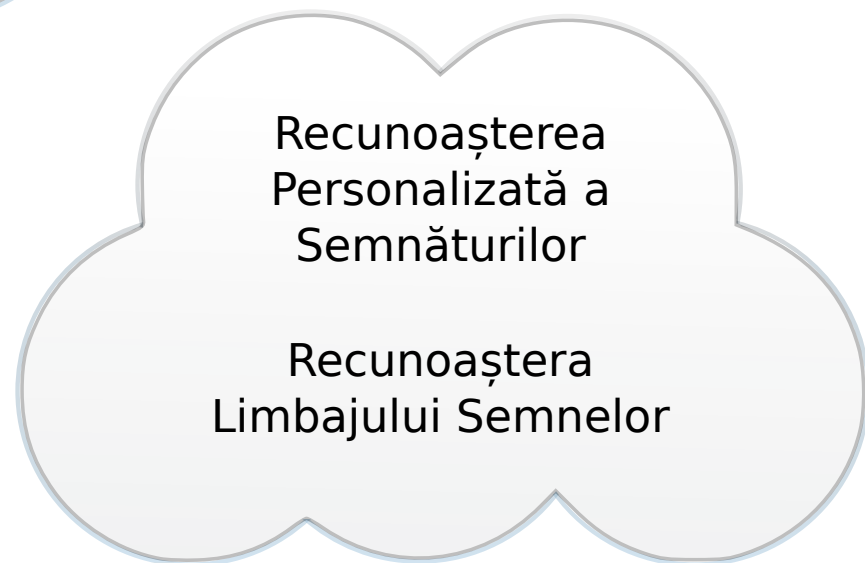 Recunoașterea
Personalizată a
Semnăturilor
Recunoaștera
Limbajului Semnelor